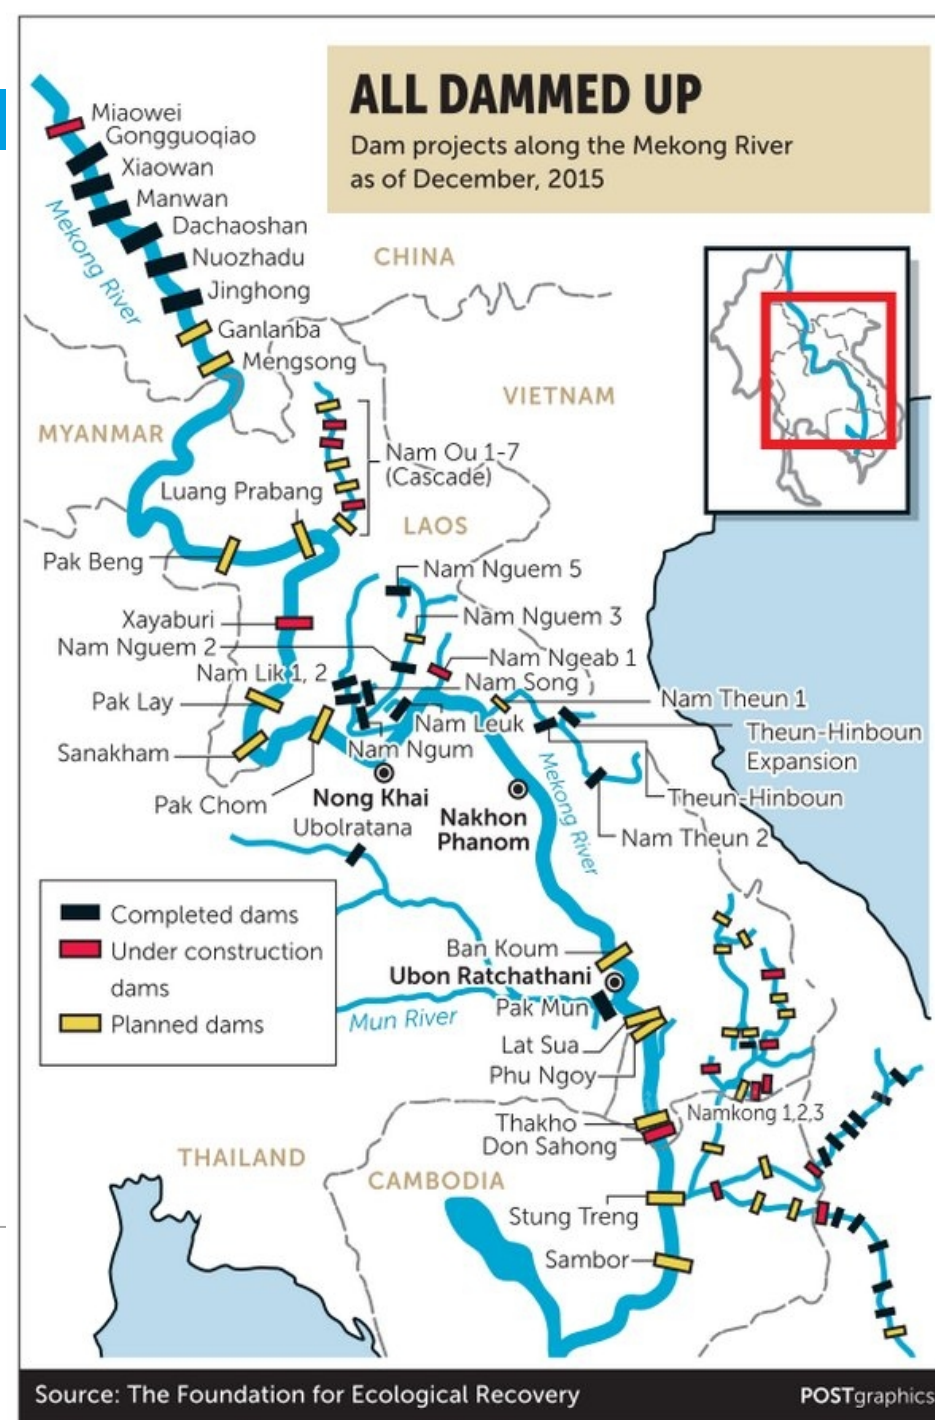 ALL DAMMED UP
Dam projects along the Mekong River
as of December, 2015
Miaowei
Gongguoqiao
Xiaowan
Manwan
Dachaoshan
Nuozhadu
Jinghong
Ganlanba
Mengsong
Mekong River
CHINA
VIETNAM
MYANMAR
Nam Ou 1-7
(Cascade)
Luang Prabang
LAOS
Pak Beng
Nam Nguem 5
Xayaburi
Nam Nguem 3
Nam Nguem 2
Nam Ngeab 1
Nam Lik 1, 2
Nam Song
Pak Lay
Nam Theun 1
Nam Leuk
Theun-Hinboun
Expansion
Nam Ngum
Sanakham
Mekong River
Pak Chom
Nong Khai
Theun-Hinboun
Nakhon
Phanom
Ubolratana
Nam Theun 2
Completed dams
Under construction
dams
Planned dams
Ban Koum
Ubon Ratchathani
Pak Mun
Mun River
Lat Sua
Phu Ngoy
Namkong 1,2,3
Thakho
Don Sahong
THAILAND
CAMBODIA
Stung Treng
Sambor
Source: The Foundation for Ecological Recovery
POSTgraphics